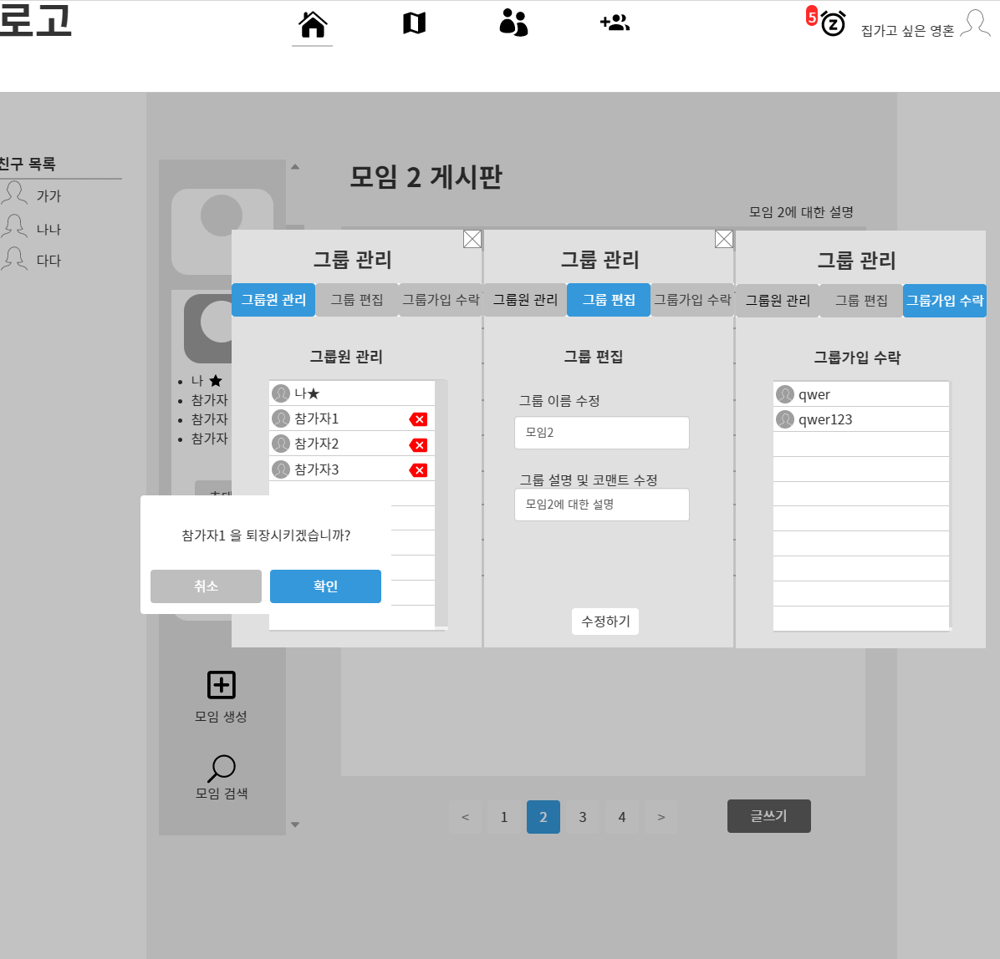 로고
5
집가고 싶은 영혼
친구 목록
가가
나나
다다
모임 2 게시판
모임 2에 대한 설명
나 ★
참가자
참가자
참가자
그룹 관리
그룹원 관리 그룹 편집 그룹가입 수락
그룹원 관리
나★
참가자1
참가자2
참가자3
참가자1 을 퇴장시키겠습니까?
취소 확인
그룹 관리
그룹원 관리 그룹 편집 그룹가입 수락
그룹 편집
그룹 이름 수정
모임2
그룹 설명 및 코맨트 수정
모임2에 대한 설명
수정하기
그룹 관리
그룹원 관리 그룹 편집 그룹가입 수락
그룹가입 수락
qwer
qwer123
모임 생성
모임 검색
< 1 2 3 4 >
글쓰기